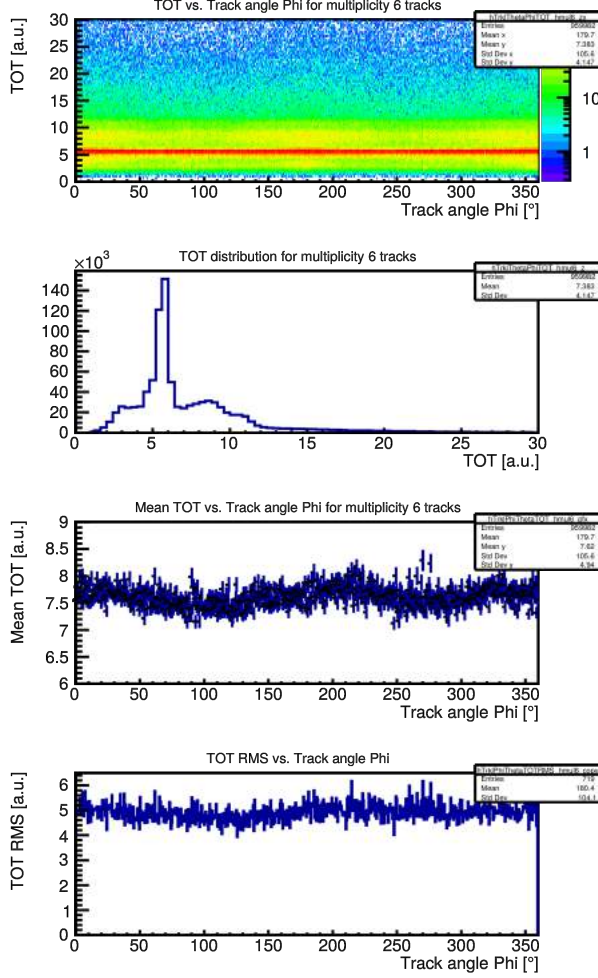 TOT vs. Track angle Phi for multiplicity 6 tracks
Entries 959982
Mean x 179.7
Mean y 7.383
Std Dev x 105.6
Std Dev y 4.147
TOT [a.u.]
30
25
20
15
10
5
0
10
1
0 50 100 150 200 250 300 350
Track angle Phi [°]
TOT distribution for multiplicity 6 tracks
Entries 959982
Mean 7.383
Std Dev 4.147
×10³
140
120
100
80
60
40
20
0
0 5 10 15 20 25 30
TOT [a.u.]
Mean TOT vs. Track angle Phi for multiplicity 6 tracks
Entries 959982
Mean 179.7
Mean y 7.62
Std Dev 105.6
Std Dev y 4.94
Mean TOT [a.u.]
9
8.5
8
7.5
7
6.5
6
0 50 100 150 200 250 300 350
Track angle Phi [°]
TOT RMS vs. Track angle Phi
Entries 719
Mean 180.4
Std Dev 104.1
TOT RMS [a.u.]
6
5
4
3
2
1
0
0 50 100 150 200 250 300 350
Track angle Phi [°]